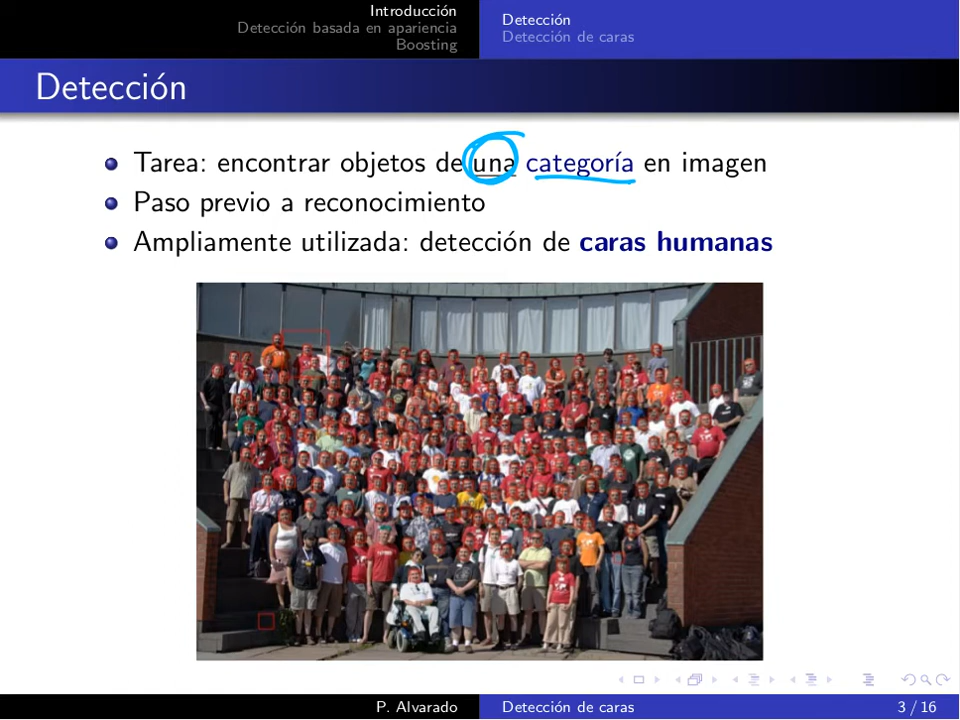 Introducción
Detección basada en apariencia
Boosting
Detección
Detección de caras
Detección
Tarea: encontrar objetos de una categoría en imagen
Paso previo a reconocimiento
Ampliamente utilizada: detección de caras humanas
P. Alvarado
Detección de caras
3 / 16